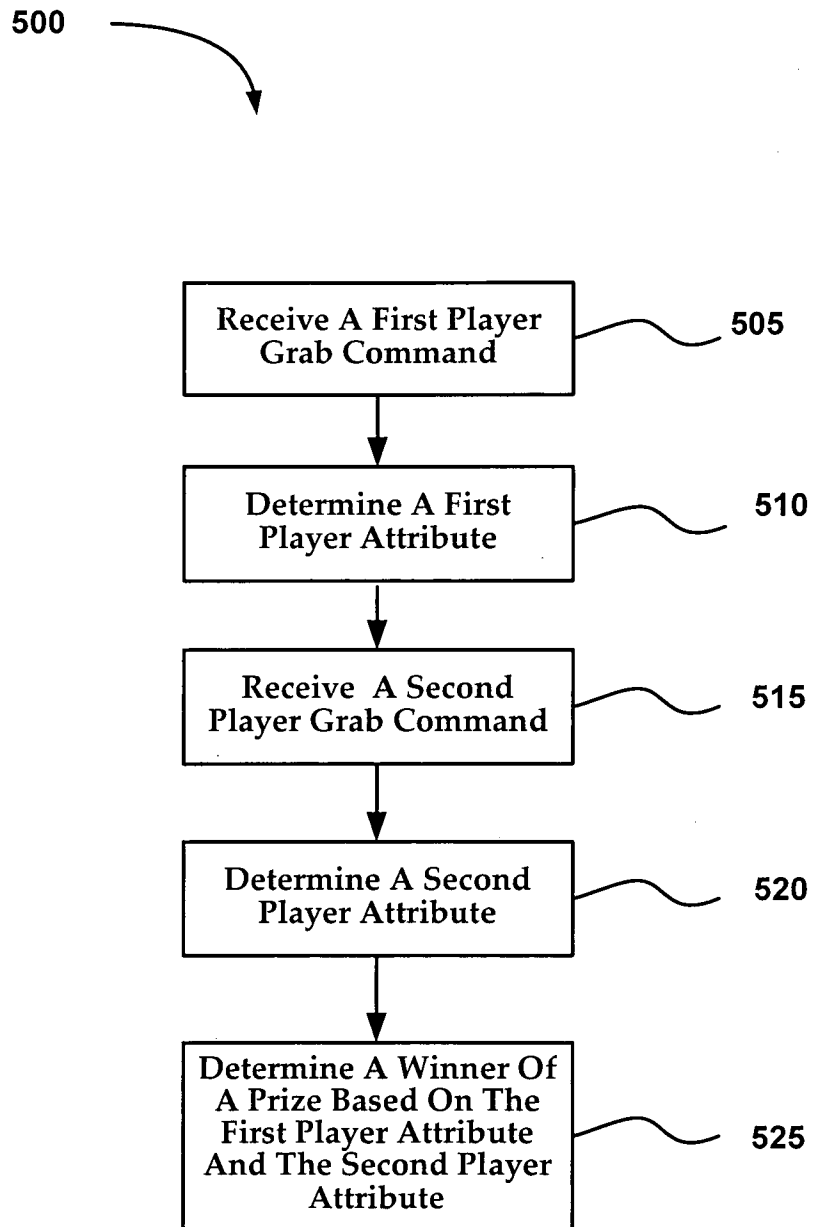 500
Receive A First Player
Grab Command
505
Determine A First
Player Attribute
510
Receive A Second
Player Grab Command
515
Determine A Second
Player Attribute
520
Determine A Winner Of
A Prize Based On The
First Player Attribute
And The Second Player
Attribute
525